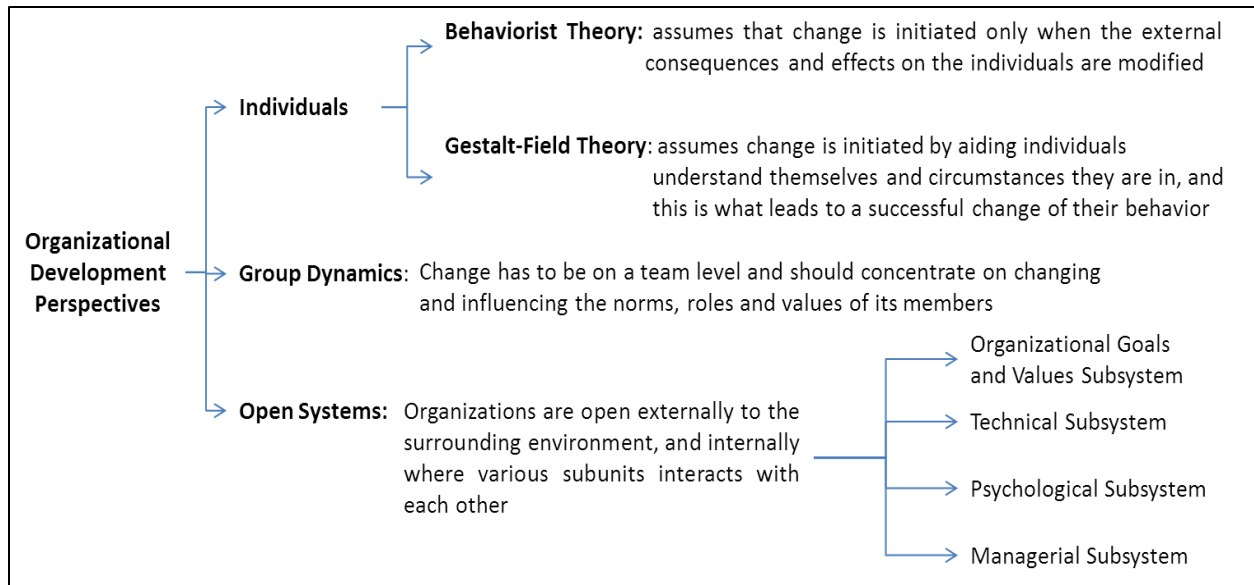 Behaviorist Theory: assumes that change is initiated only when the external
consequences and effects on the individuals are modified
Individuals
Gestalt-Field Theory: assumes change is initiated by aiding individuals
understand themselves and circumstances they are in, and
this is what leads to a successful change of their behavior
Organizational
Development
Perspectives
Group Dynamics: Change has to be on a team level and should concentrate on changing
and influencing the norms, roles and values of its members
Open Systems: Organizations are open externally to the
surrounding environment, and internally
where various subunits interacts with
each other
Organizational Goals
and Values Subsystem
Technical Subsystem
Psychological Subsystem
Managerial Subsystem